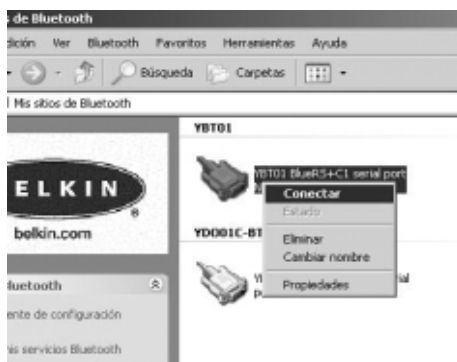 s de Bluetooth
dición Ver Bluetooth Favoritos Herramientas Ayuda
Búsqueda Carpetas
Mis sitios de Bluetooth
YBT01
ELKIN
belkin.com
YBT01 BlueRS+C1 serial port
Conectar
Estado
Eliminar
Cambiar nombre
Propiedades
YDD01C-BT
ial
luetooth
ente de configuración
is servicios Bluetooth